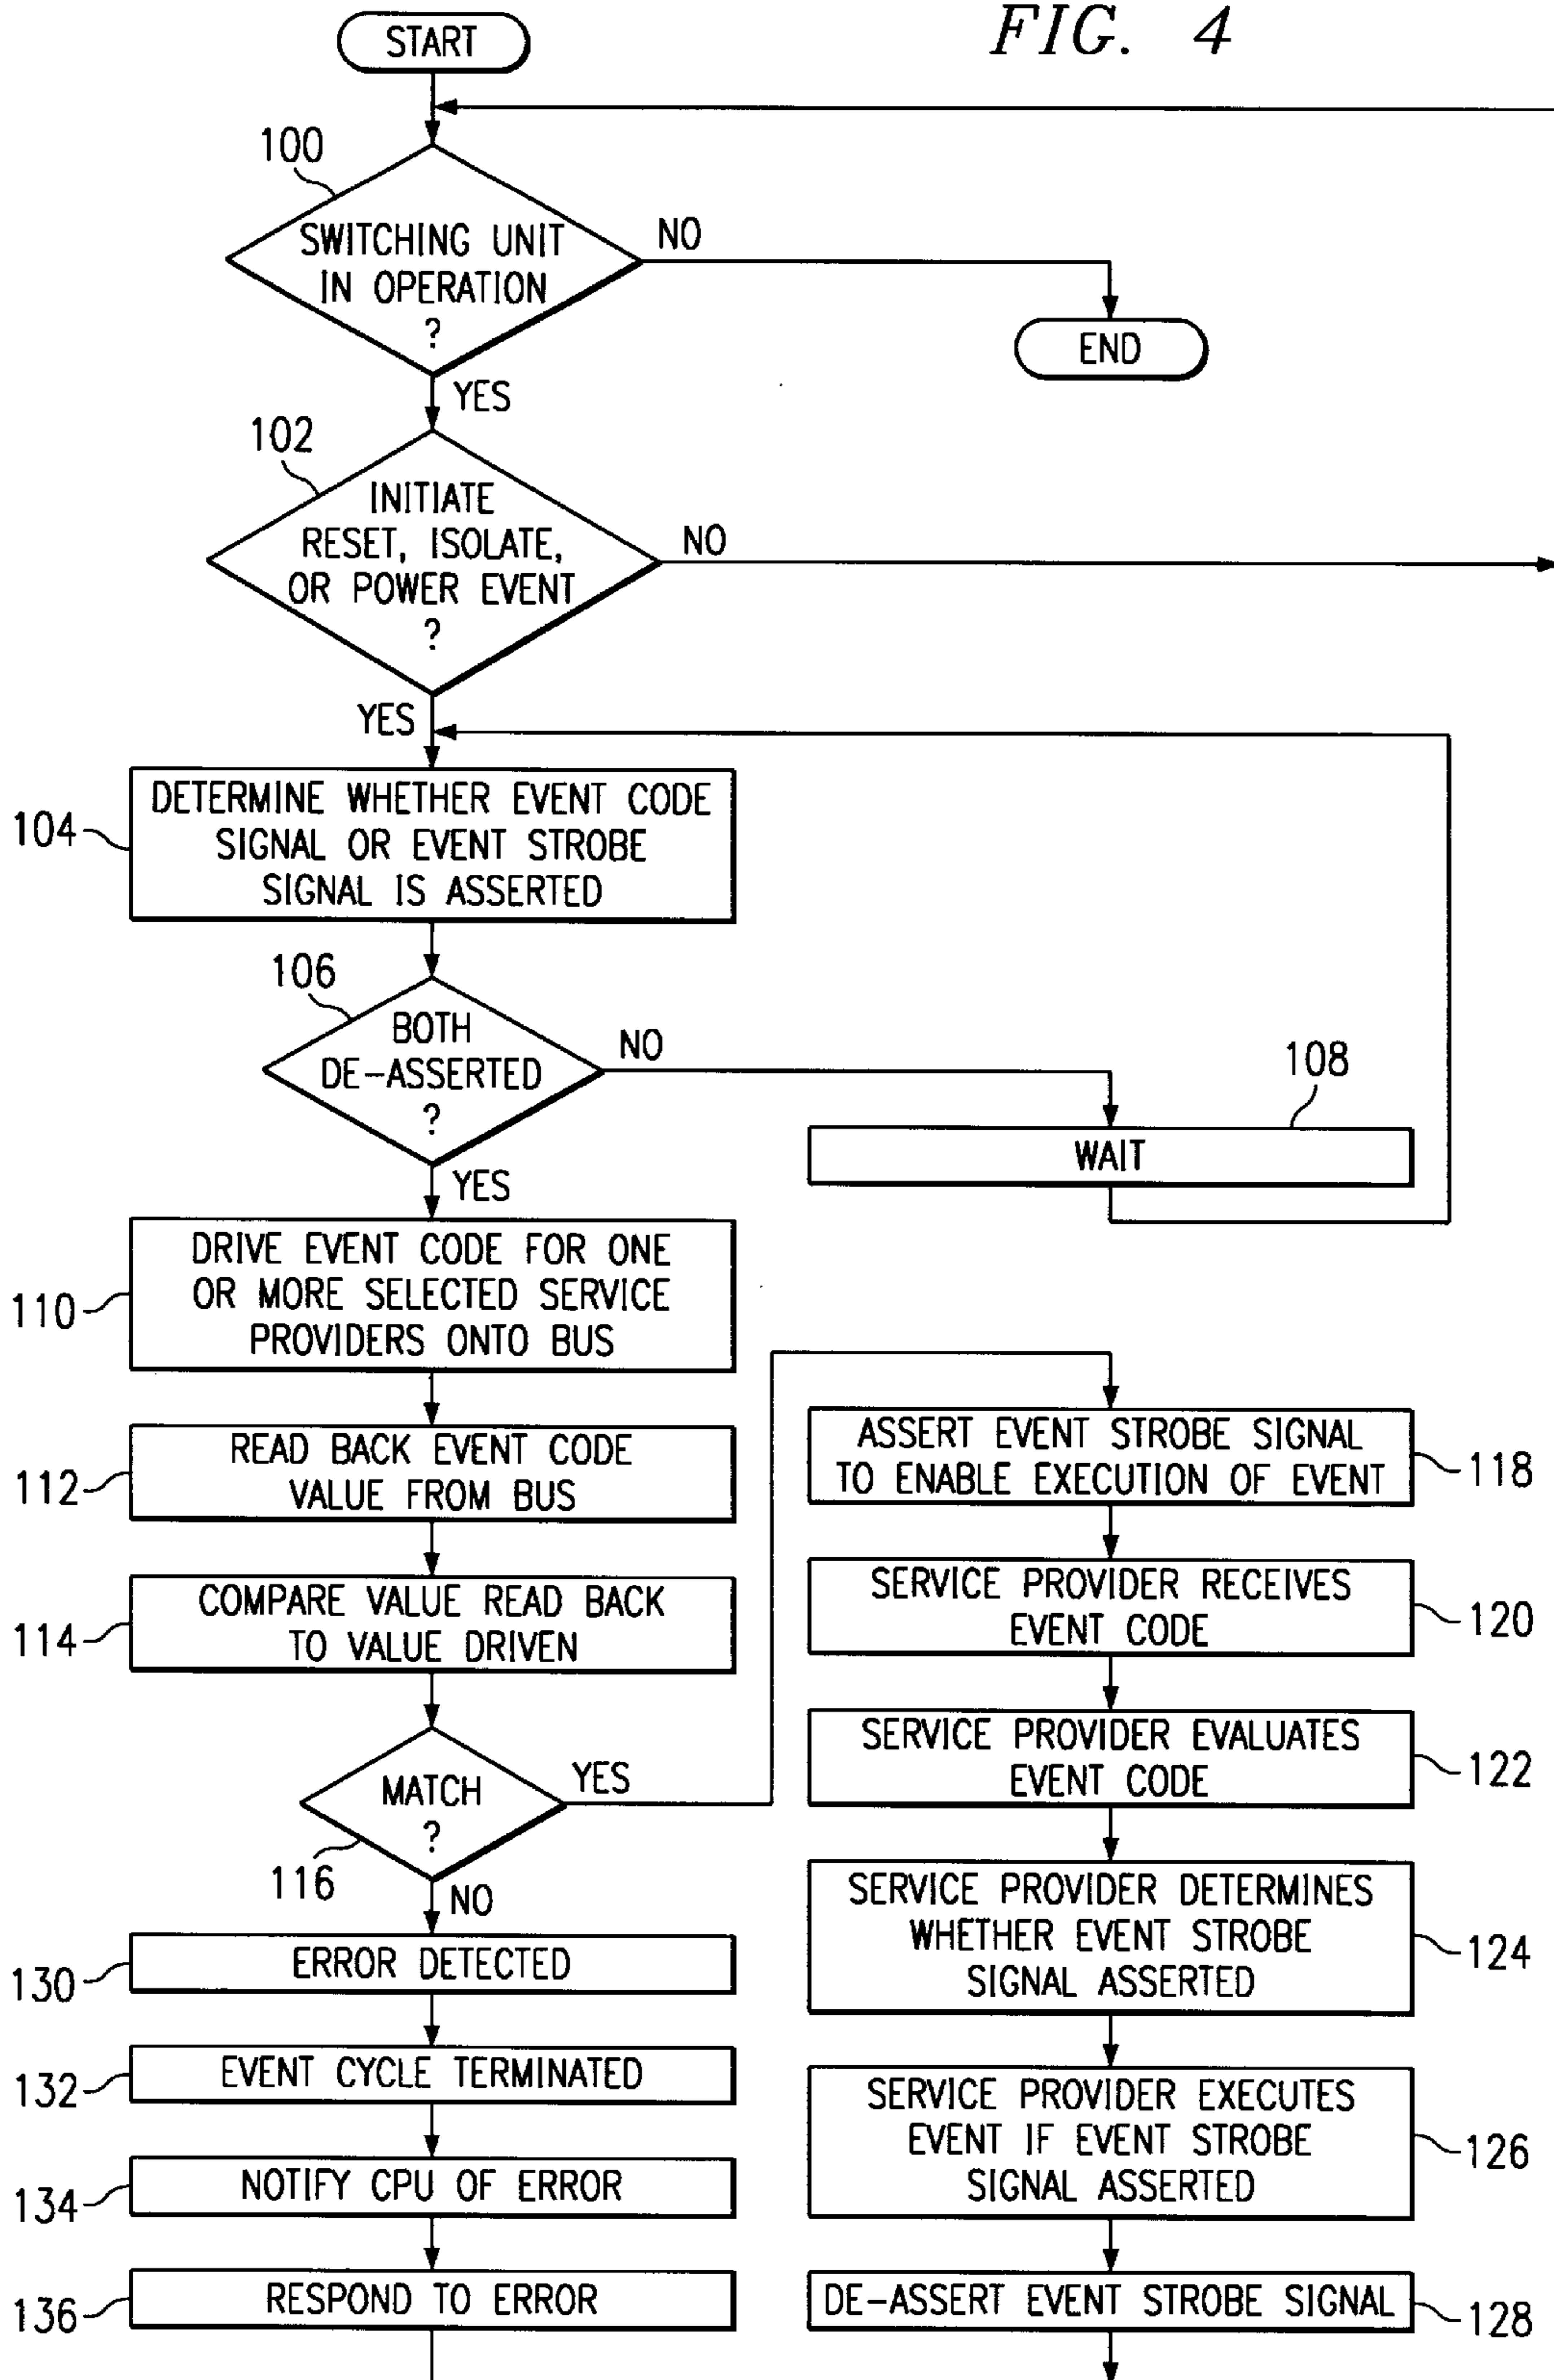 FIG. 4
START
100
SWITCHING UNIT
IN OPERATION
?
NO
END
YES
102
INITIATE
RESET, ISOLATE,
OR POWER EVENT
?
NO
YES
104
DETERMINE WHETHER EVENT CODE
SIGNAL OR EVENT STROBE
SIGNAL IS ASSERTED
106
BOTH
DE-ASSERTED
?
NO
108
WAIT
YES
110
DRIVE EVENT CODE FOR ONE
OR MORE SELECTED SERVICE
PROVIDERS ONTO BUS
112
READ BACK EVENT CODE
VALUE FROM BUS
114
COMPARE VALUE READ BACK
TO VALUE DRIVEN
MATCH
?
116
YES
NO
130
ERROR DETECTED
132
EVENT CYCLE TERMINATED
134
NOTIFY CPU OF ERROR
136
RESPOND TO ERROR
ASSERT EVENT STROBE SIGNAL
TO ENABLE EXECUTION OF EVENT
118
SERVICE PROVIDER RECEIVES
EVENT CODE
120
SERVICE PROVIDER EVALUATES
EVENT CODE
122
SERVICE PROVIDER DETERMINES
WHETHER EVENT STROBE
SIGNAL ASSERTED
124
SERVICE PROVIDER EXECUTES
EVENT IF EVENT STROBE
SIGNAL ASSERTED
126
DE-ASSERT EVENT STROBE SIGNAL
128